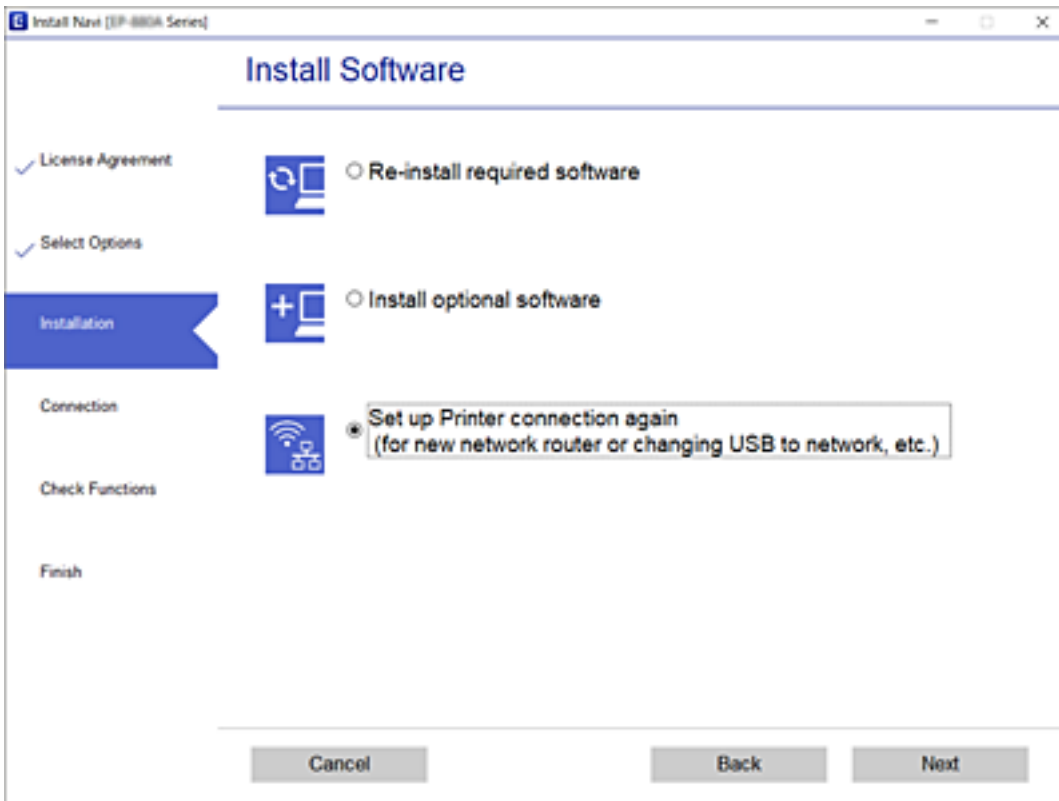 Install Navi [EP- Series]
Install Software
License Agreement
Select Options
Installation
Connection
Check Functions
Finish
Re-install required software
Install optional software
Set up Printer connection again
(for new network router or changing USB to network, etc.)
Cancel
Back
Next